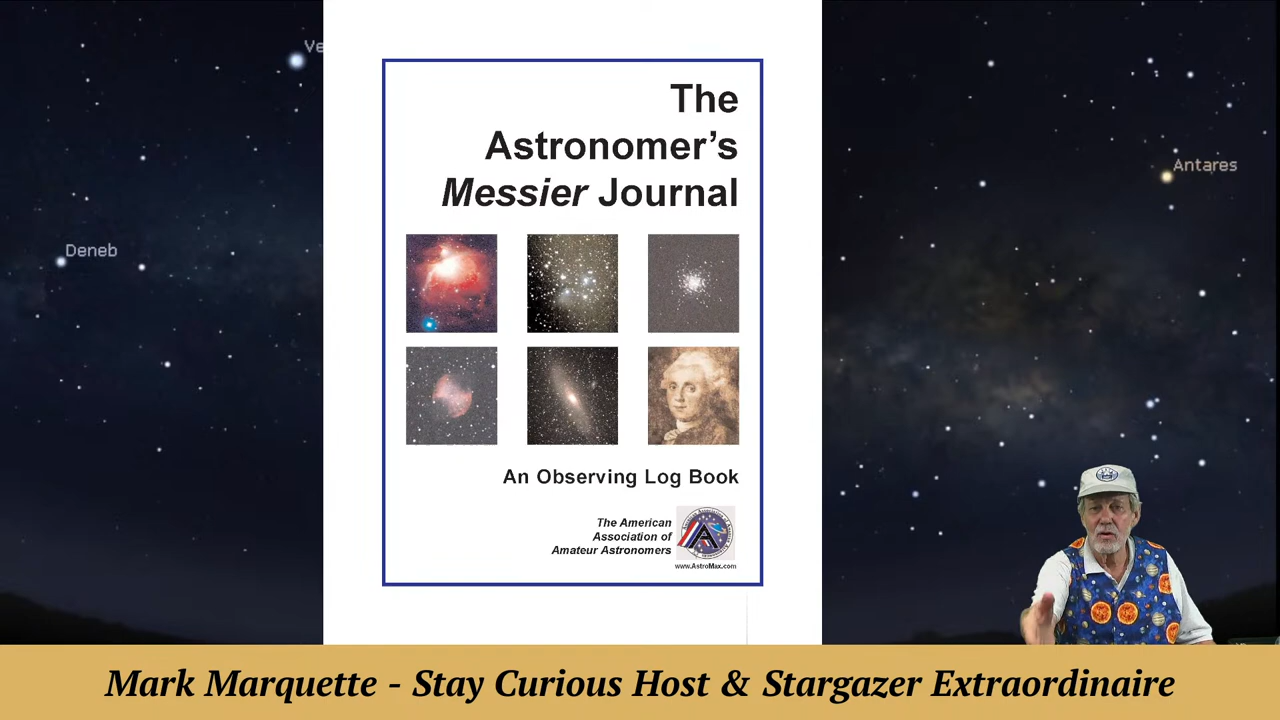 Ve
The
Astronomer's
Messier Journal
Antares
Deneb
An Observing Log Book
The American
Association of
Amateur Astronomers
www.AstroMax.com
Mark Marquette - Stay Curious Host & Stargazer Extraordinaire